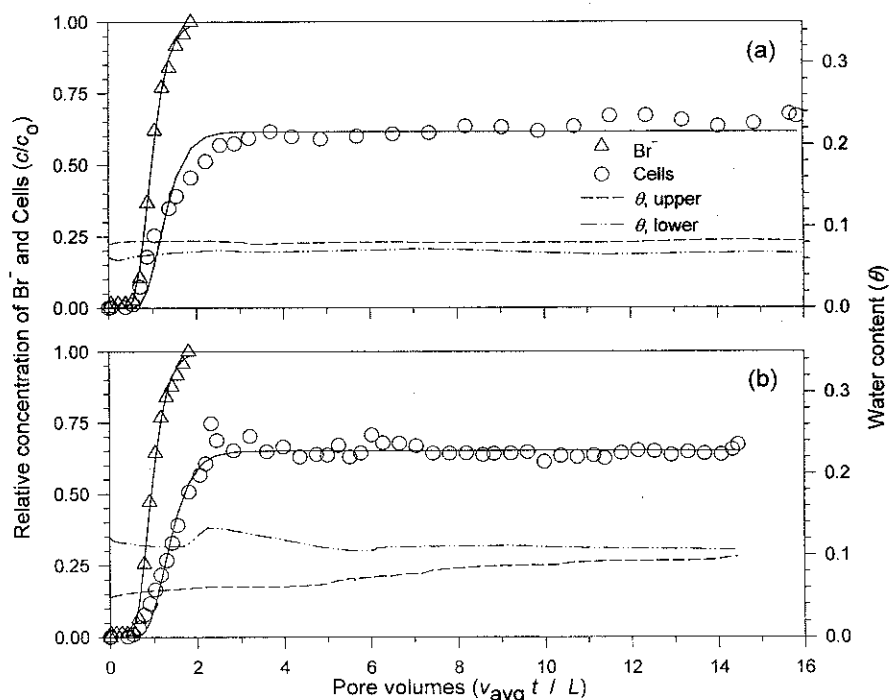 Relative concentration of Br⁻ and Cells (c/c₀)
Water content (θ)
1.00
0.75
0.50
0.25
0.00
(a)
0.3
0.2
0.1
0.0
Br⁻
Cells
θ, upper
θ, lower
1.00
0.75
0.50
0.25
0.00
(b)
0.3
0.2
0.1
0.0
0 2 4 6 8 10 12 14 16
Pore volumes (v_avg t / L)